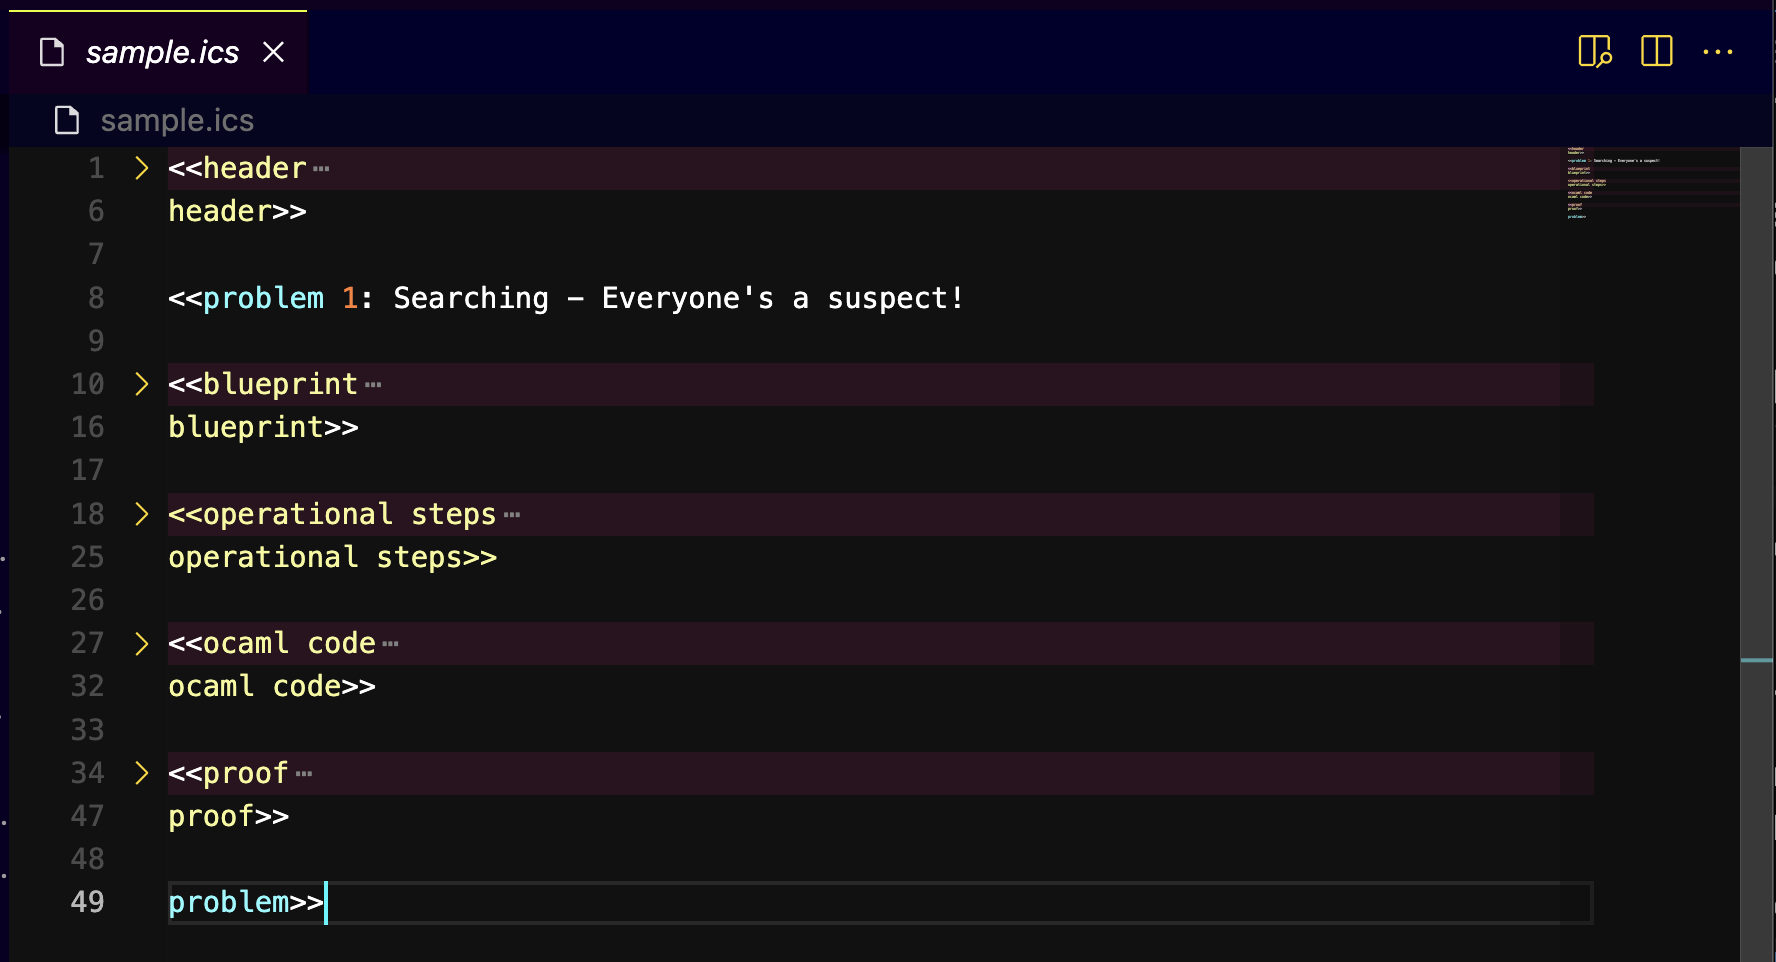 sample.ics
sample.ics
1 <<header…
6 header>>
7
8 <<problem 1: Searching - Everyone's a suspect!
9
10 <<blueprint…
16 blueprint>>
17
18 <<operational steps…
25 operational steps>>
26
27 <<ocaml code…
32 ocaml code>>
33
34 <<proof…
47 proof>>
48
49 problem>>